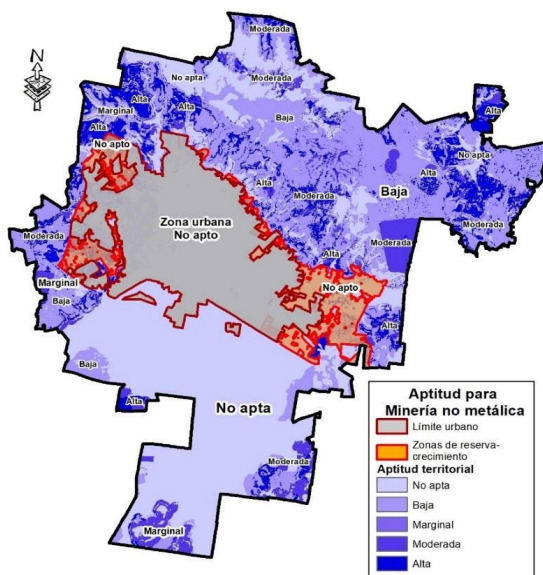 N
Moderada
No apta
Moderada
Alta
Marginal
Alta
Alta
Baja
Alta
No apto
No apta
Alta
Alta
Baja
Moderada
Moderada
Zona urbana
No apto
Moderada
Alta
Moderada
Marginal
No apto
Baja
Alta
Baja
No apta
Alta
Moderada
Marginal
Aptitud para
Minería no metálica
Límite urbano
Zonas de reserva-
crecimiento
Aptitud territorial
No apta
Baja
Marginal
Moderada
Alta